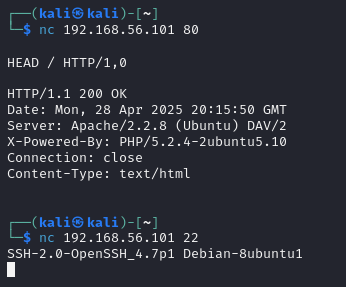 ┌──(kali㉿kali)-[~]
└─$ nc 192.168.56.101 80
HEAD / HTTP/1,0
HTTP/1.1 200 OK
Date: Mon, 28 Apr 2025 20:15:50 GMT
Server: Apache/2.2.8 (Ubuntu) DAV/2
X-Powered-By: PHP/5.2.4-2ubuntu5.10
Connection: close
Content-Type: text/html
┌──(kali㉿kali)-[~]
└─$ nc 192.168.56.101 22
SSH-2.0-OpenSSH_4.7p1 Debian-8ubuntu1